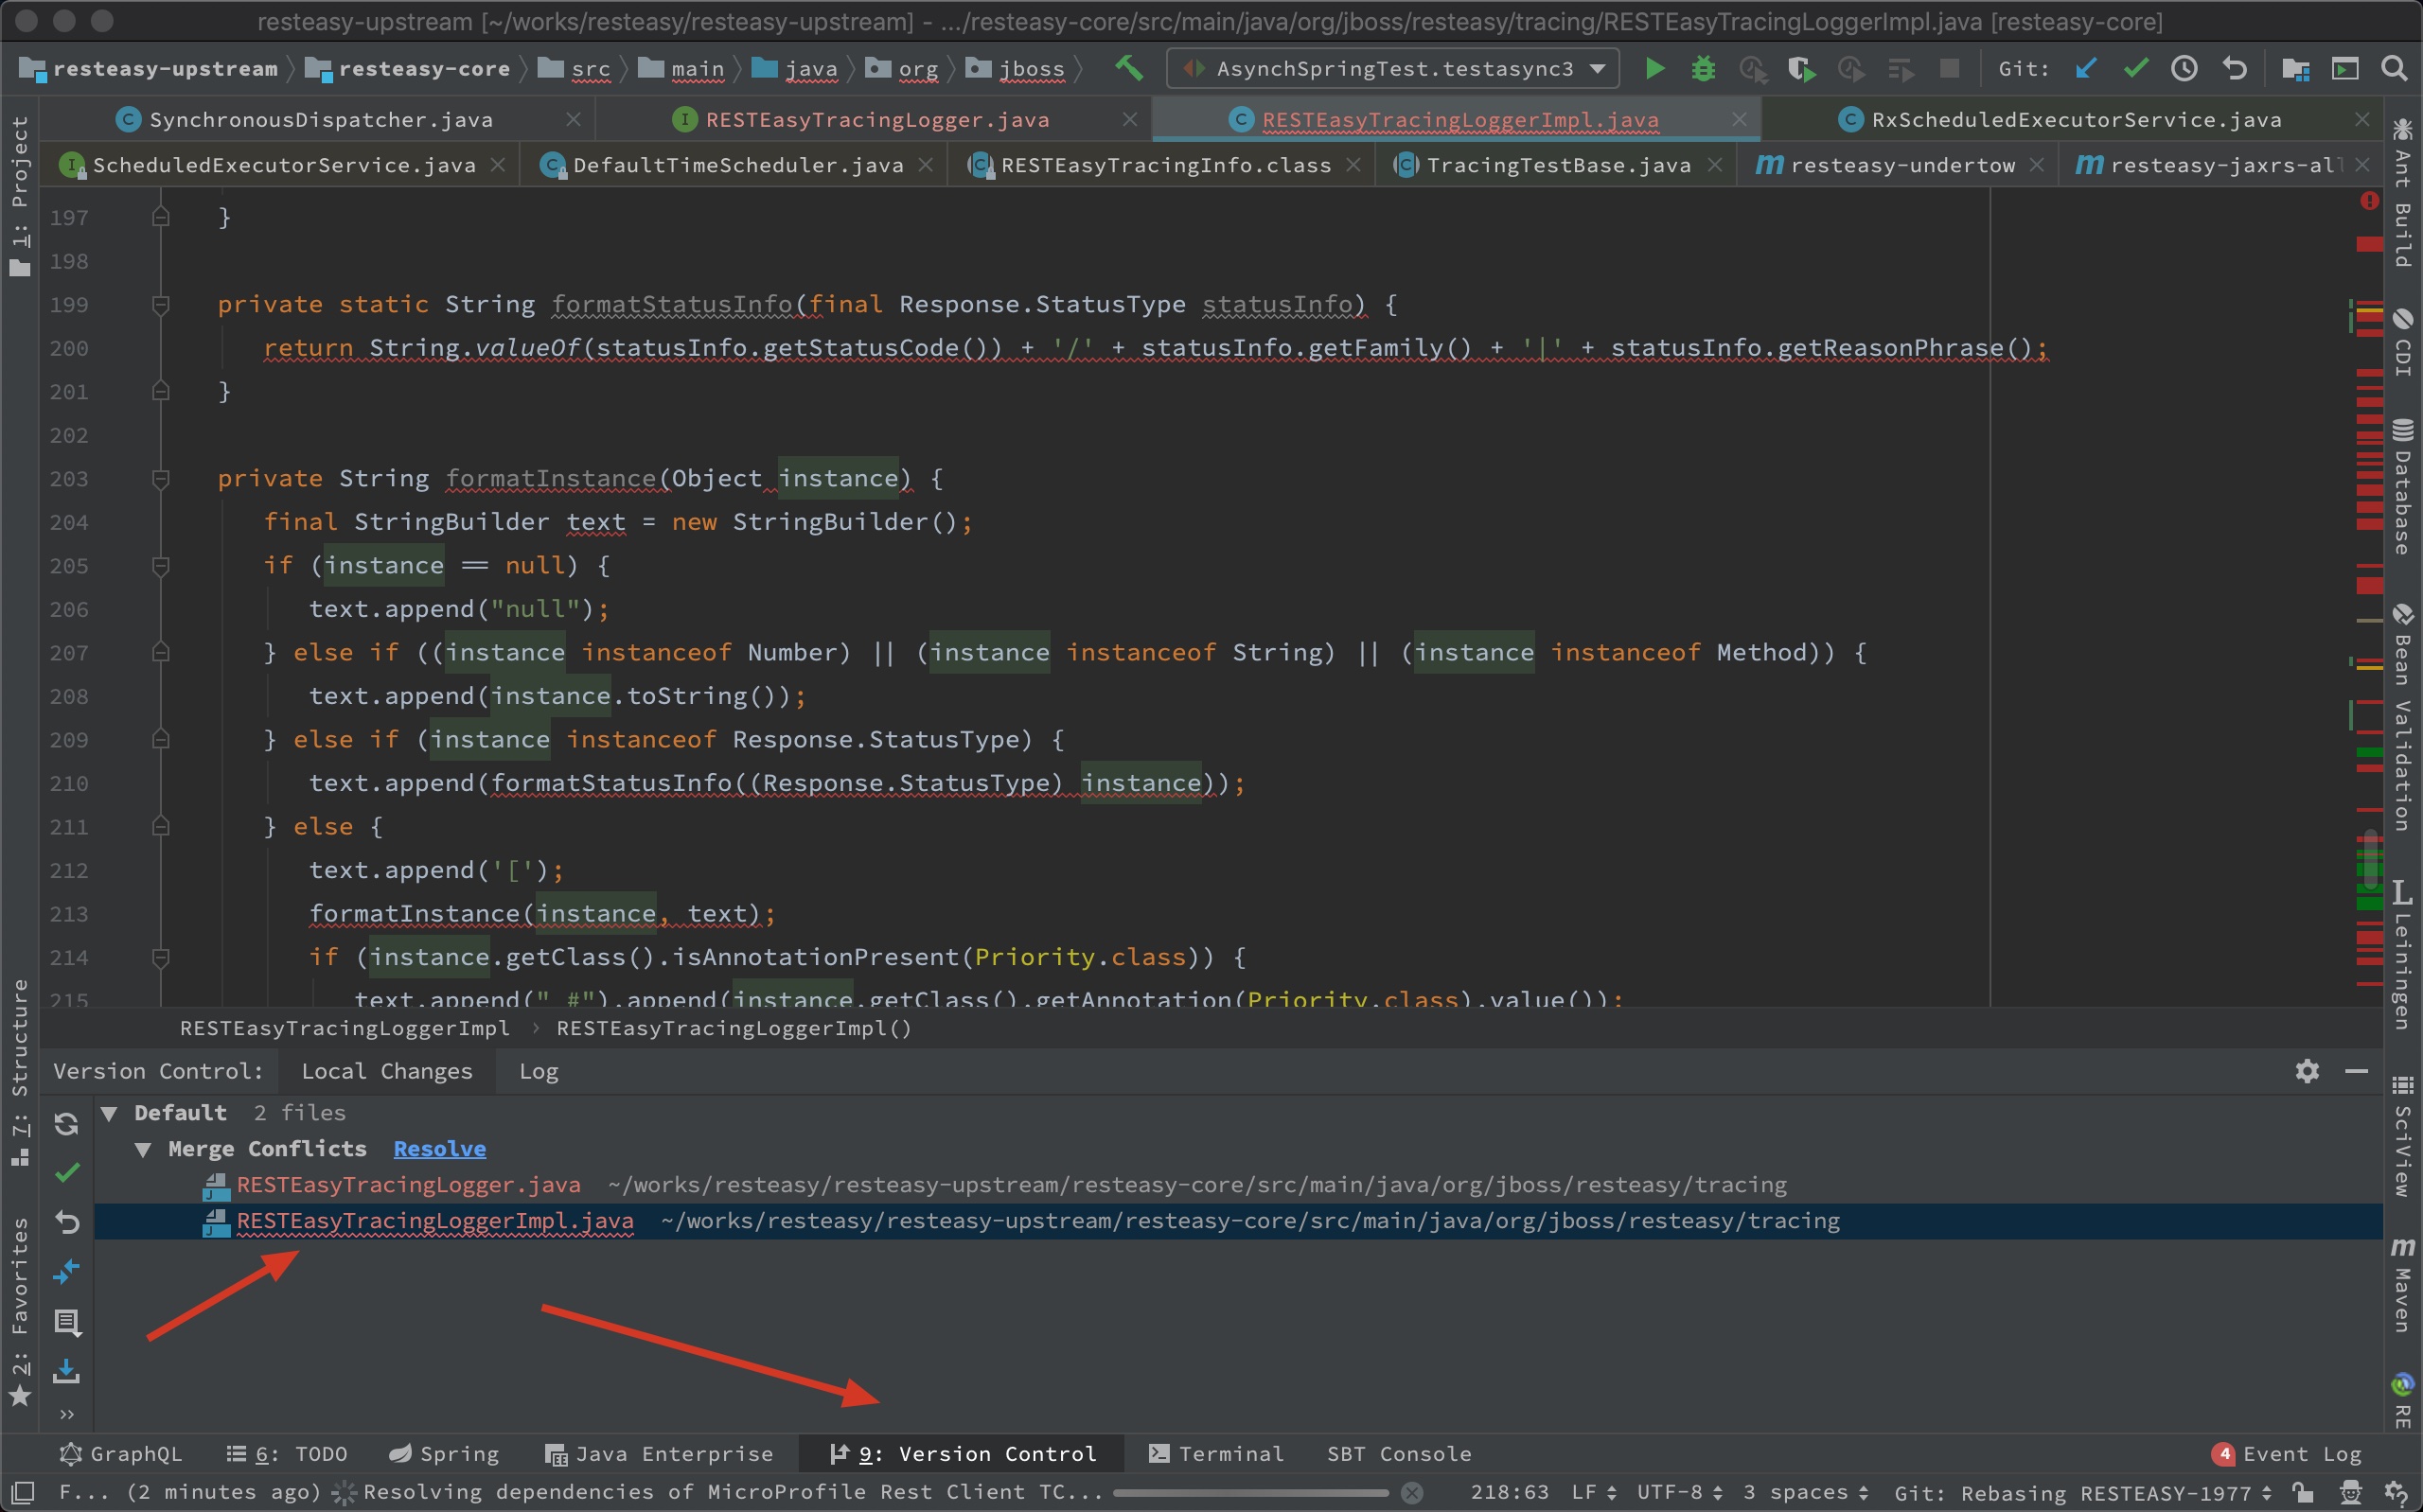 resteasy-upstream [~/works/resteasy/resteasy-upstream] - .../resteasy-core/src/main/java/org/jboss/resteasy/tracing/RESTEasyTracingLoggerImpl.java [resteasy-core]
resteasy-upstream resteasy-core src main java org jboss AsynchSpringTest.testasync3 Git:
SynchronousDispatcher.java RESTEasyTracingLogger.java RESTEasyTracingLoggerImpl.java RxScheduledExecutorService.java
ScheduledExecutorService.java DefaultTimeScheduler.java RESTEasyTracingInfo.class TracingTestBase.java resteasy-undertow resteasy-jaxrs-all
1: Project
7: Structure
2: Favorites
197 }
198
199 private static String formatStatusInfo(final Response.StatusType statusInfo) {
200 return String.valueOf(statusInfo.getStatusCode()) + '/' + statusInfo.getFamily() + '|' + statusInfo.getReasonPhrase();
201 }
202
203 private String formatInstance(Object instance) {
204 final StringBuilder text = new StringBuilder();
205 if (instance == null) {
206 text.append("null");
207 } else if ((instance instanceof Number) || (instance instanceof String) || (instance instanceof Method)) {
208 text.append(instance.toString());
209 } else if (instance instanceof Response.StatusType) {
210 text.append(formatStatusInfo((Response.StatusType) instance));
211 } else {
212 text.append('[');
213 formatInstance(instance, text);
214 if (instance.getClass().isAnnotationPresent(Priority.class)) {
215 text.append(" #").append(instance.getClass().getAnnotation(Priority.class).value());
RESTEasyTracingLoggerImpl › RESTEasyTracingLoggerImpl()
Ant Build
CDI
Database
Bean Validation
Leiningen
SciView
Maven
RE
Version Control: Local Changes Log
Default 2 files
Merge Conflicts Resolve
RESTEasyTracingLogger.java ~/works/resteasy/resteasy-upstream/resteasy-core/src/main/java/org/jboss/resteasy/tracing
RESTEasyTracingLoggerImpl.java ~/works/resteasy/resteasy-upstream/resteasy-core/src/main/java/org/jboss/resteasy/tracing
GraphQL 6: TODO Spring Java Enterprise 9: Version Control Terminal SBT Console 4 Event Log
F... (2 minutes ago) Resolving dependencies of MicroProfile Rest Client TC... 218:63 LF UTF-8 3 spaces Git: Rebasing RESTEASY-1977